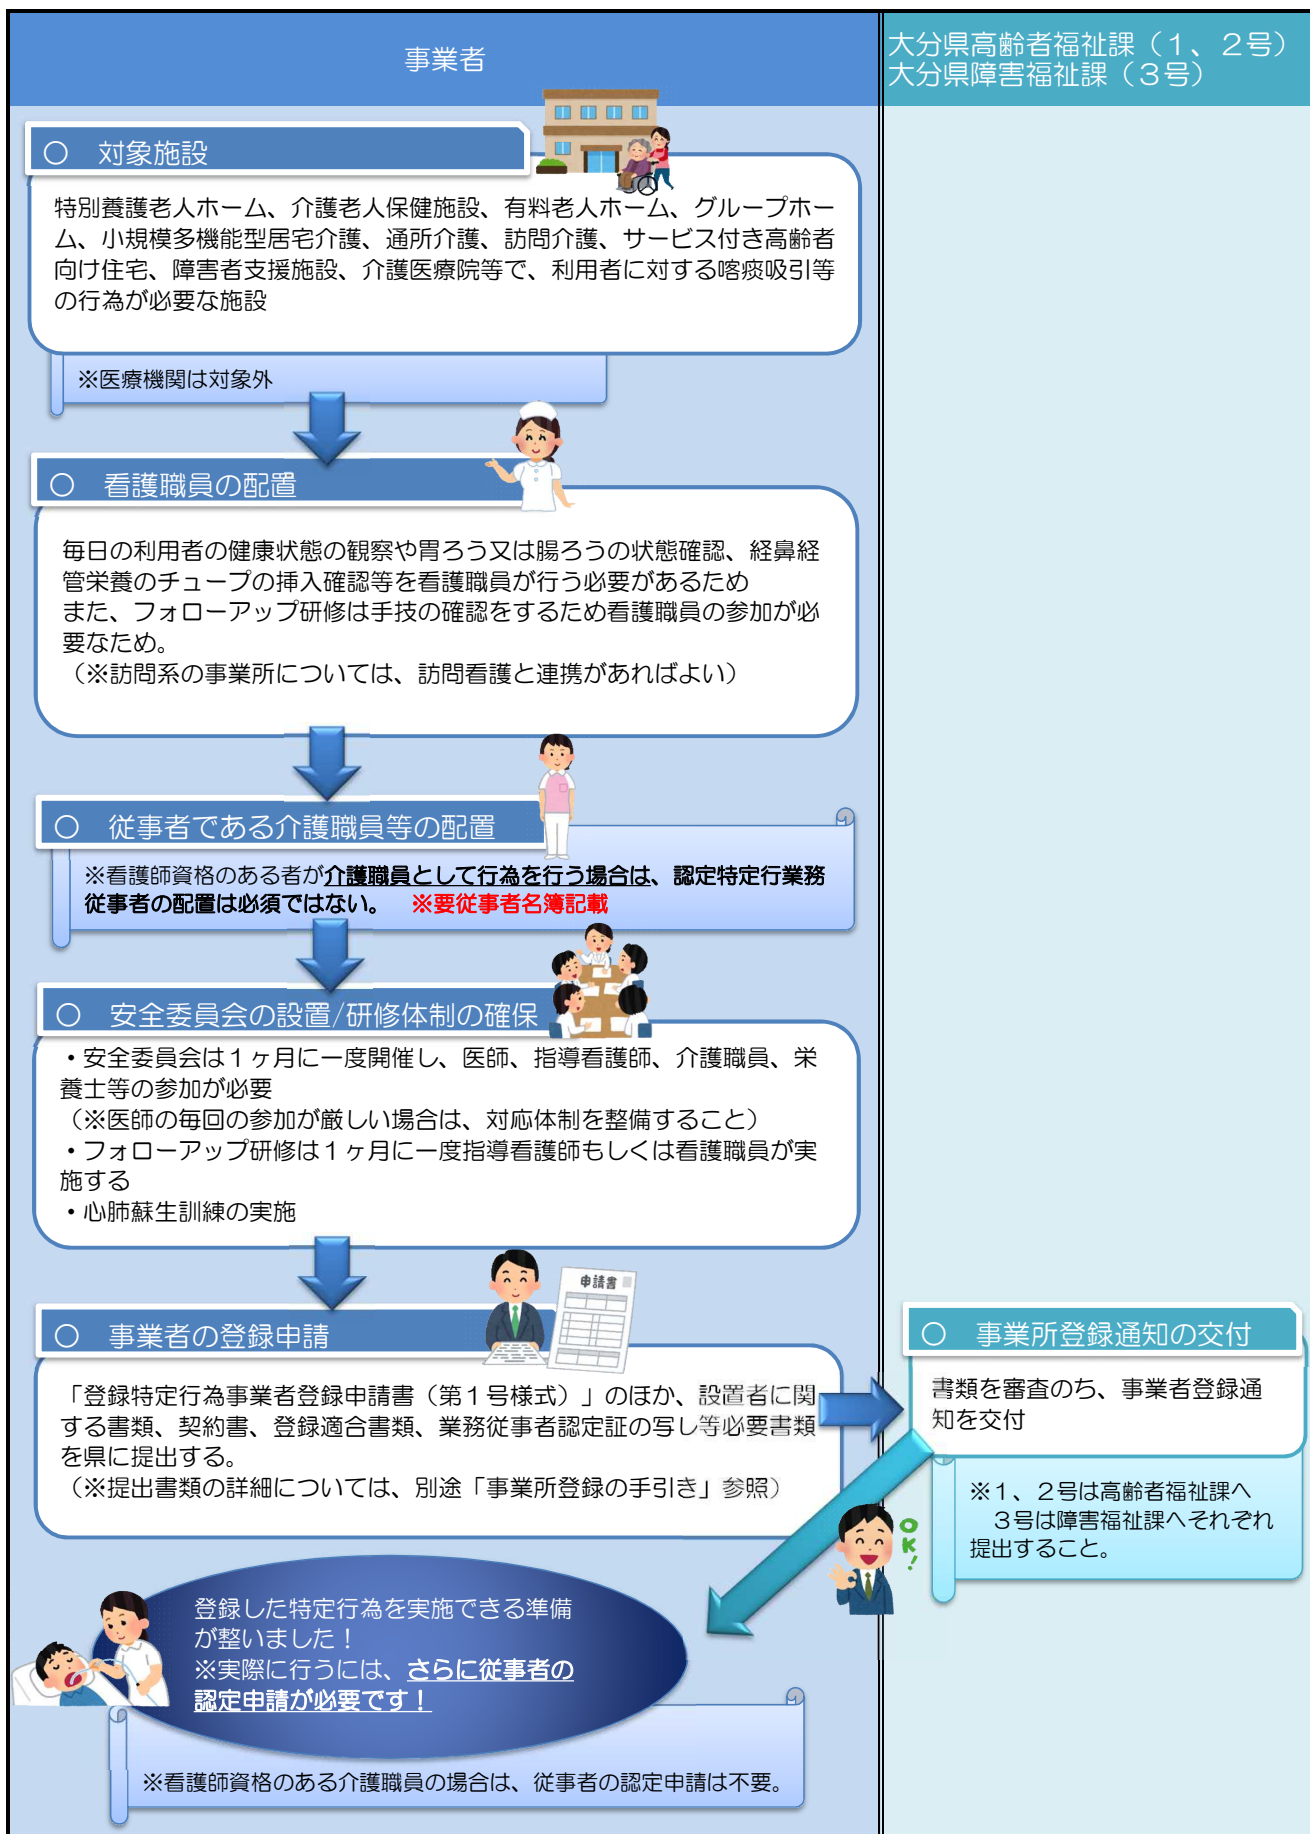 事業者
大分県高齢者福祉課（１、２号）
大分県障害福祉課（３号）
○　対象施設
特別養護老人ホーム、介護老人保健施設、有料老人ホーム、グループホー
ム、小規模多機能型居宅介護、通所介護、訪問介護、サービス付き高齢者
向け住宅、障害者支援施設、介護医療院等で、利用者に対する喀痰吸引等
の行為が必要な施設
※医療機関は対象外
○　看護職員の配置
毎日の利用者の健康状態の観察や胃ろう又は腸ろうの状態確認、経鼻経
管栄養のチューブの挿入確認等を看護職員が行う必要があるため
また、フォローアップ研修は手技の確認をするため看護職員の参加が必
要なため。
（※訪問系の事業所については、訪問看護と連携があればよい）
○　従事者である介護職員等の配置
※看護師資格のある者が介護職員として行為を行う場合は、認定特定行業務
従事者の配置は必須ではない。　※要従事者名簿記載
○　安全委員会の設置/研修体制の確保
・安全委員会は１ヶ月に一度開催し、医師、指導看護師、介護職員、栄
養士等の参加が必要
（※医師の毎回の参加が厳しい場合は、対応体制を整備すること）
・フォローアップ研修は１ヶ月に一度指導看護師もしくは看護職員が実
施する
・心肺蘇生訓練の実施
申請書
○　事業者の登録申請
「登録特定行為事業者登録申請書（第１号様式）」のほか、設置者に関
する書類、契約書、登録適合書類、業務従事者認定証の写し等必要書類
を県に提出する。
（※提出書類の詳細については、別途「事業所登録の手引き」参照）
○　事業所登録通知の交付
書類を審査のち、事業者登録通
知を交付
※１、２号は高齢者福祉課へ
３号は障害福祉課へそれぞれ
提出すること。
OK!
登録した特定行為を実施できる準備
が整いました！
※実際に行うには、さらに従事者の
認定申請が必要です！
※看護師資格のある介護職員の場合は、従事者の認定申請は不要。